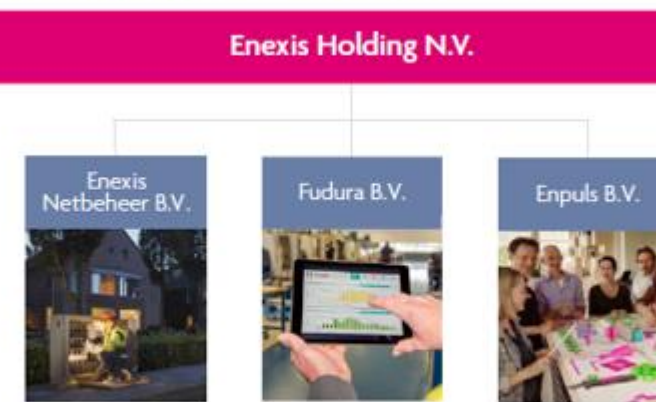 Enexis Holding N.V.
Enexis
Netbeheer B.V.
Fudura B.V.
Enpuls B.V.